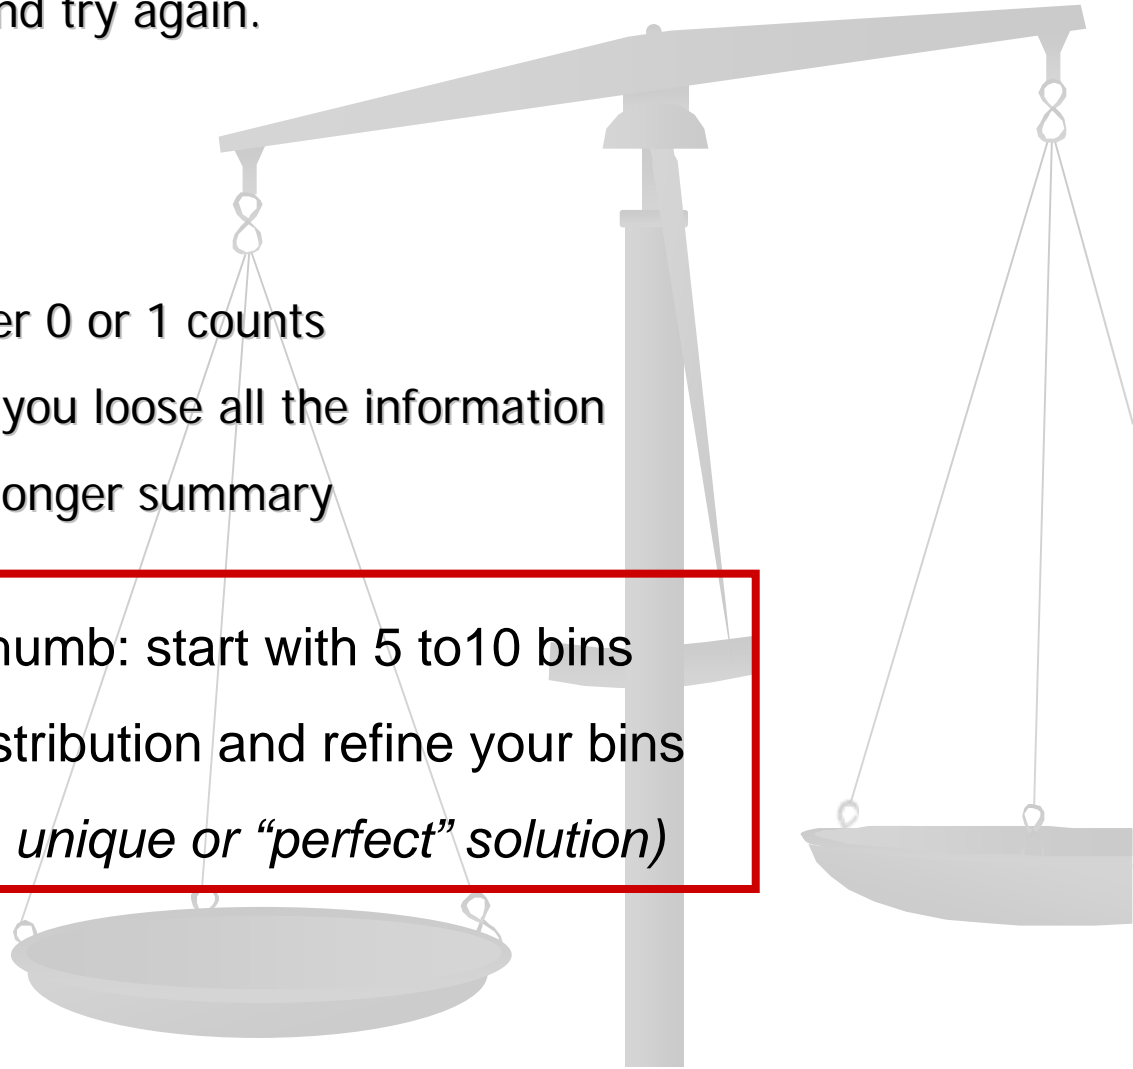 nd try again.
er 0 or 1 counts
you loose all the information
onger summary
humb: start with 5 to10 bins
stribution and refine your bins
unique or “perfect” solution)